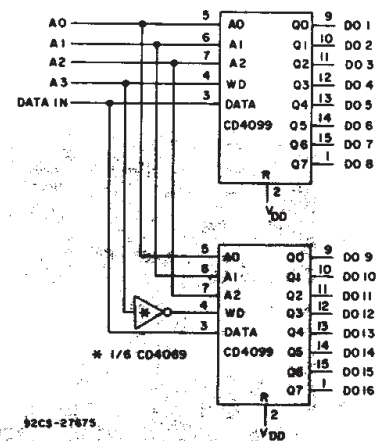 A0 5 A0 Q0 9 DO 1
A1 6 A1 Q1 10 DO 2
A2 7 A2 Q2 11 DO 3
A3 4 WD Q3 12 DO 4
DATA IN 3 DATA Q4 13 DO 5
CD4099 Q5 14 DO 6
Q6 15 DO 7
Q7 1 DO 8
R
2
VDD
5 A0 Q0 9 DO 9
6 A1 Q1 10 DO 10
7 A2 Q2 11 DO 11
* 4 WD Q3 12 DO 12
3 DATA Q4 13 DO 13
* 1/6 CD4069 CD4099 Q5 14 DO 14
Q6 15 DO 15
Q7 1 DO 16
R
2
VDD
92CS-27675